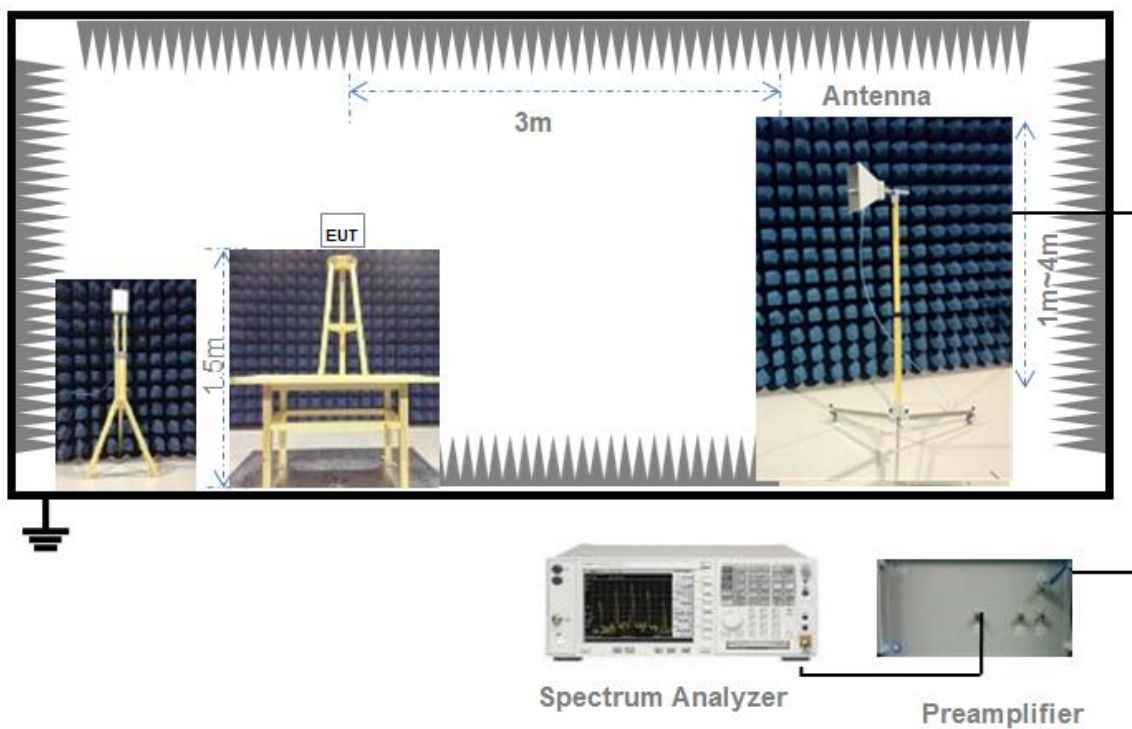 Antenna
3m
EUT
1.5m
1m~4m
Spectrum Analyzer
Preamplifier